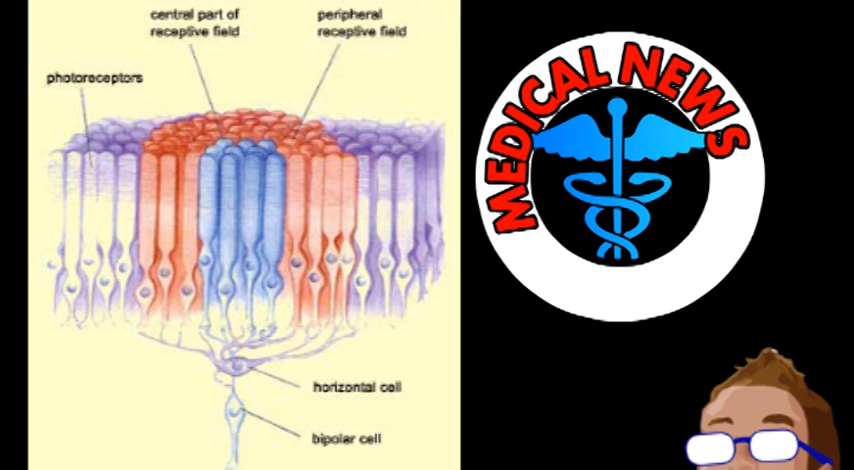 central part of
receptive field
peripheral
receptive field
photoreceptors
horizontal cell
bipolar cell
MEDICAL NEWS